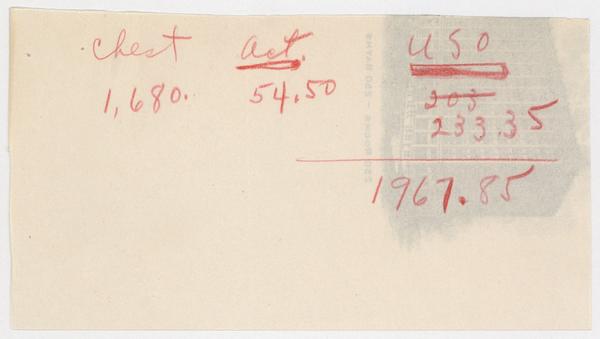 Chest Act. USO
1,680. 54.50 203
233.35
1967.85